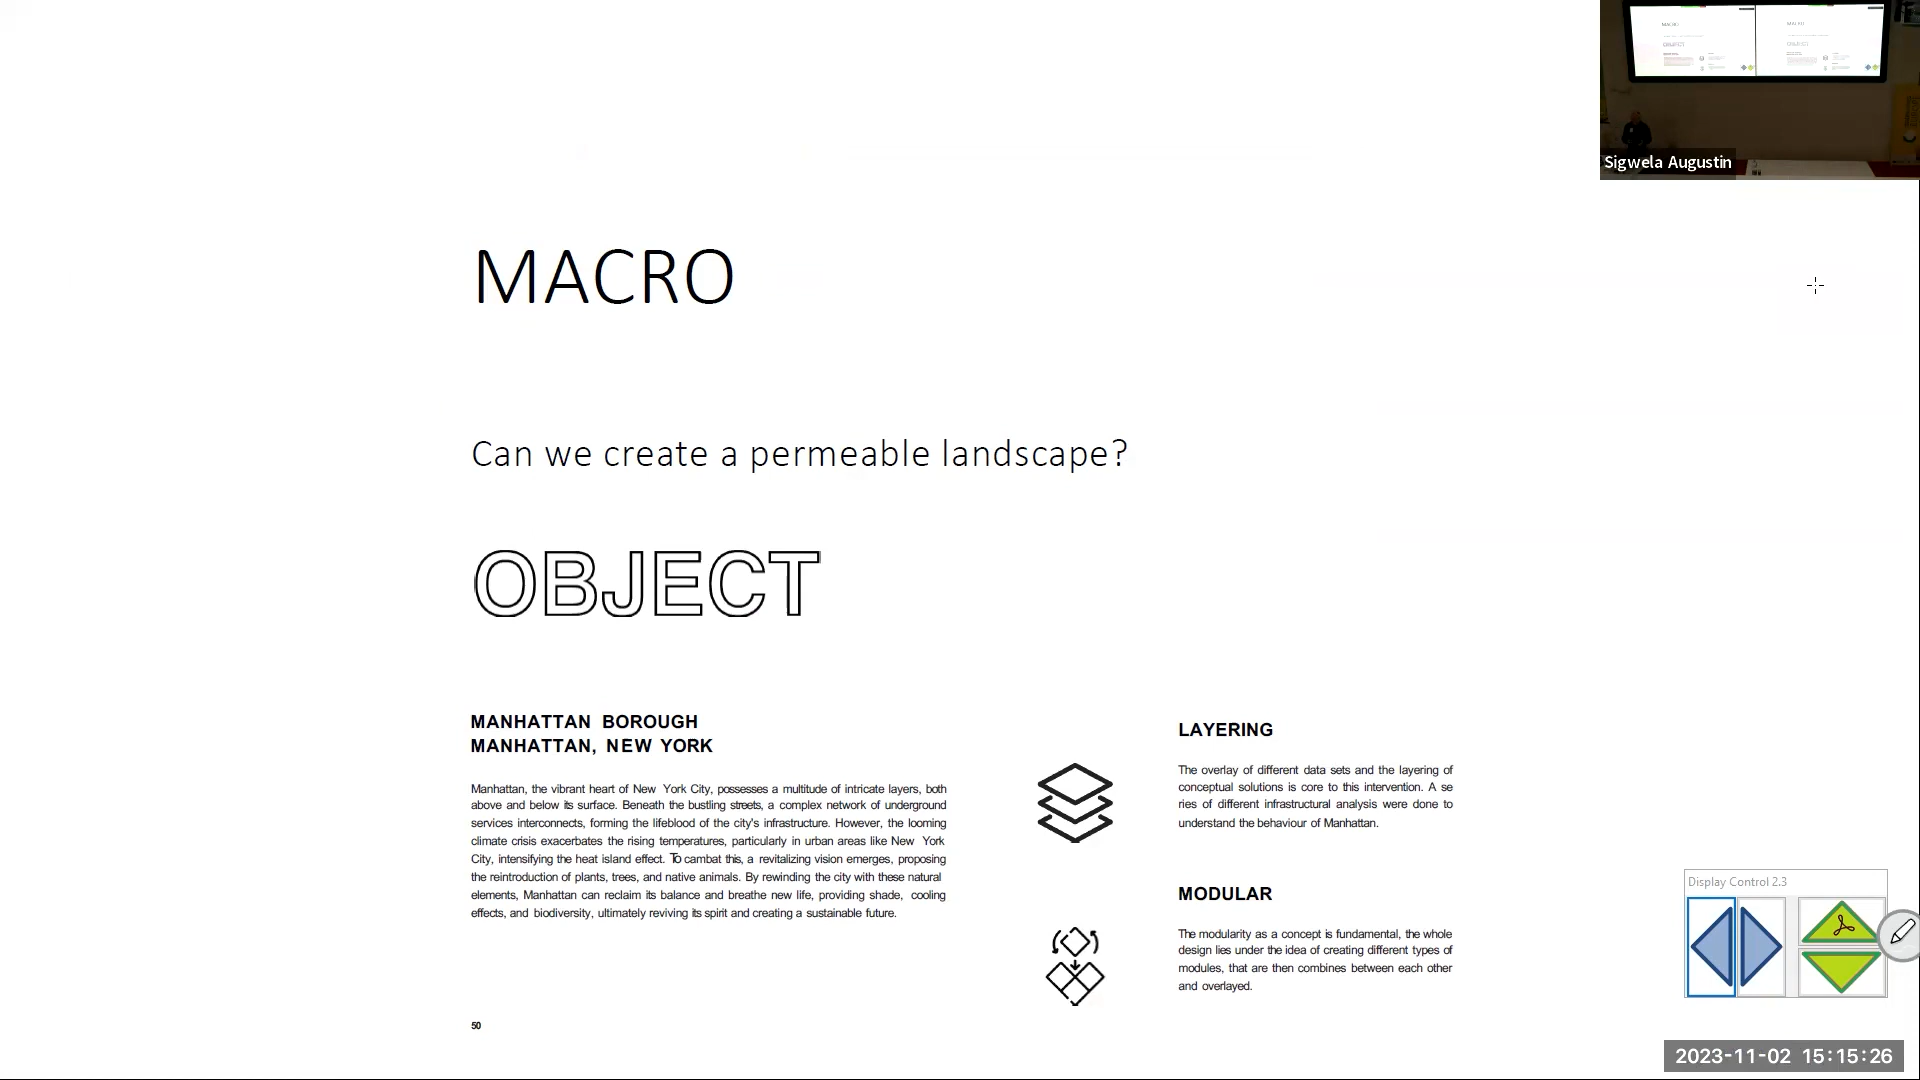 Sigwela Augustin
MACRO
Can we create a permeable landscape?
OBJECT
MANHATTAN BOROUGH
MANHATTAN, NEW YORK
Manhattan, the vibrant heart of New York City, possesses a multitude of intricate layers, both
above and below its surface. Beneath the bustling streets, a complex network of underground
services interconnects, forming the lifeblood of the city's infrastructure. However, the looming
climate crisis exacerbates the rising temperatures, particularly in urban areas like New York
City, intensifying the heat island effect. To cambat this, a revitalizing vision emerges, proposing
the reintroduction of plants, trees, and native animals. By rewinding the city with these natural
elements, Manhattan can reclaim its balance and breathe new life, providing shade, cooling
effects, and biodiversity, ultimately reviving its spirit and creating a sustainable future.
LAYERING
The overlay of different data sets and the layering of
conceptual solutions is core to this intervention. A se
ries of different infrastructural analysis were done to
understand the behaviour of Manhattan.
MODULAR
The modularity as a concept is fundamental, the whole
design lies under the idea of creating different types of
modules, that are then combines between each other
and overlayed.
50
Display Control 2.3
2023-11-02 15:15:26